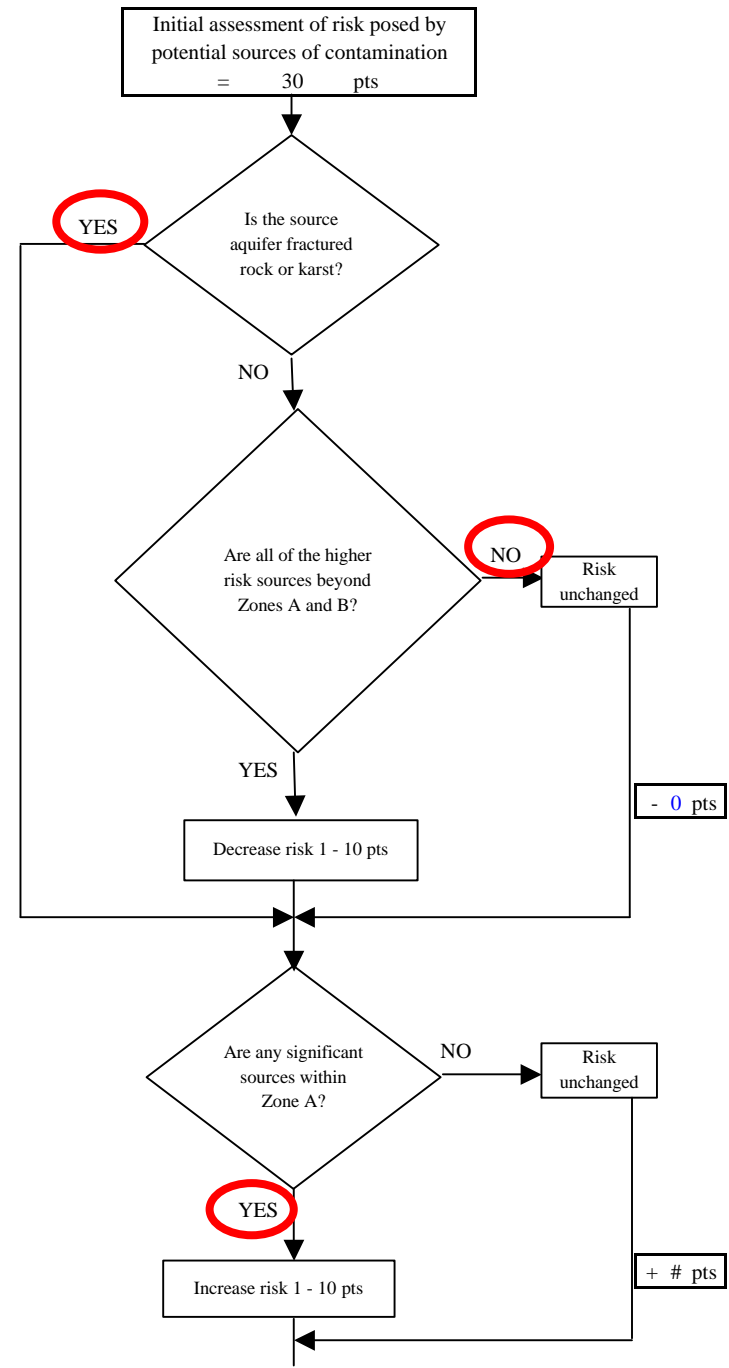 Initial assessment of risk posed by
potential sources of contamination
= 30 pts
YES
Is the source
aquifer fractured
rock or karst?
NO
Are all of the higher
risk sources beyond
Zones A and B?
NO
Risk
unchanged
YES
- 0 pts
Decrease risk 1 - 10 pts
Are any significant
sources within
Zone A?
NO
Risk
unchanged
YES
+ # pts
Increase risk 1 - 10 pts